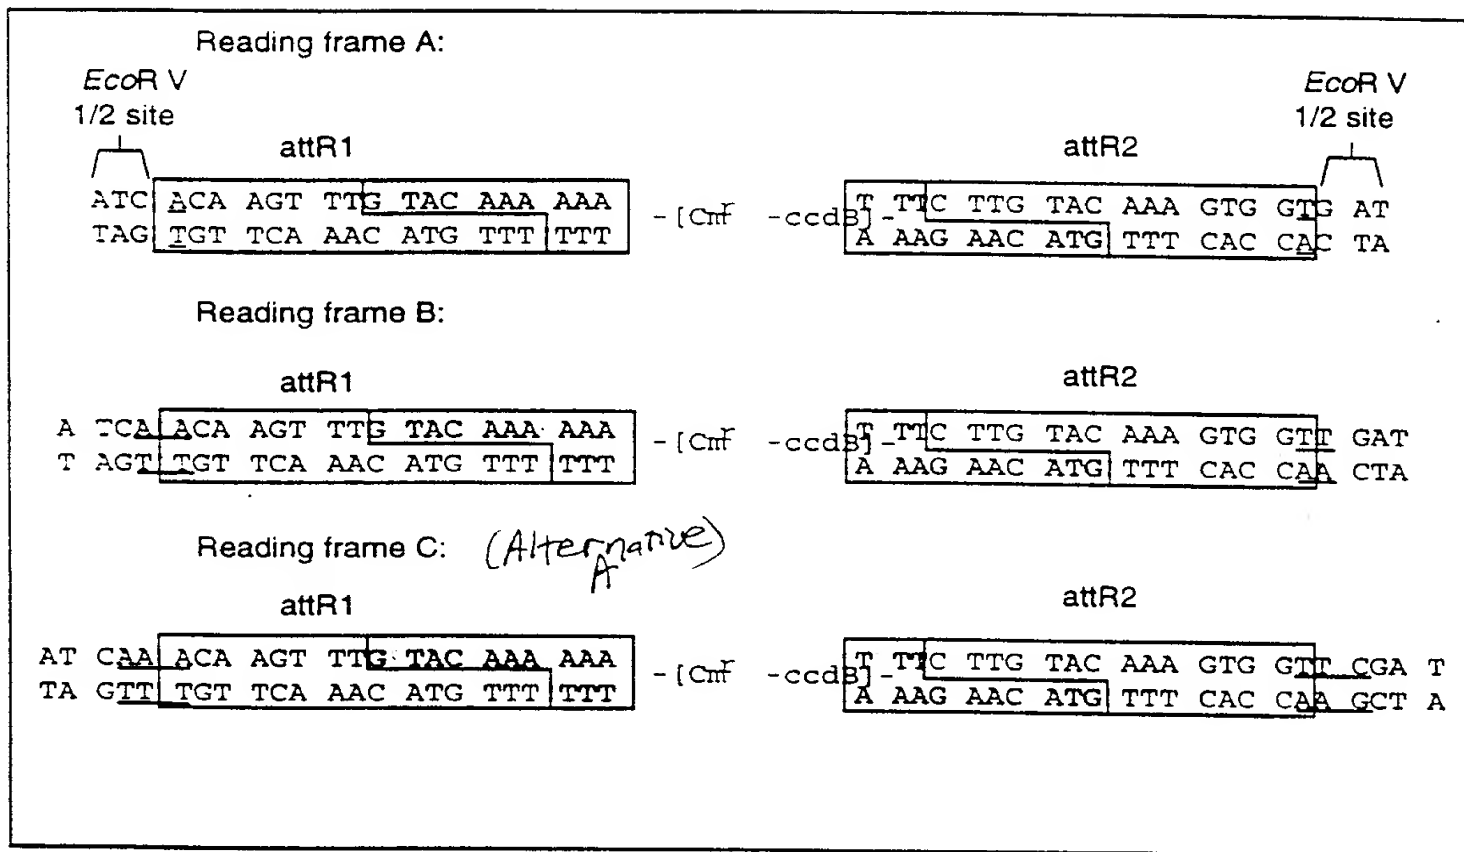 Reading frame A:
EcoR V EcoR V
1/2 site 1/2 site
attR1 attR2
ATC ACA AGT TTG TAC AAA AAA -[Cmr -ccdB]- T TTC TTG TAC AAA GTG GTG AT
TAG TGT TCA AAC ATG TTT TTT A AAG AAC ATG TTT CAC CAC TA
Reading frame B:
attR1 attR2
A TCA ACA AGT TTG TAC AAA AAA -[Cmr -ccdB]- T TTC TTG TAC AAA GTG GTT GAT
T AGT TGT TCA AAC ATG TTT TTT A AAG AAC ATG TTT CAC CAA CTA
Reading frame C: (Alternative A)
attR1 attR2
AT CAA ACA AGT TTG TAC AAA AAA -[Cmr -ccdB]- T TTC TTG TAC AAA GTG GTT CGA T
TA GTT TGT TCA AAC ATG TTT TTT A AAG AAC ATG TTT CAC CAA GCT A